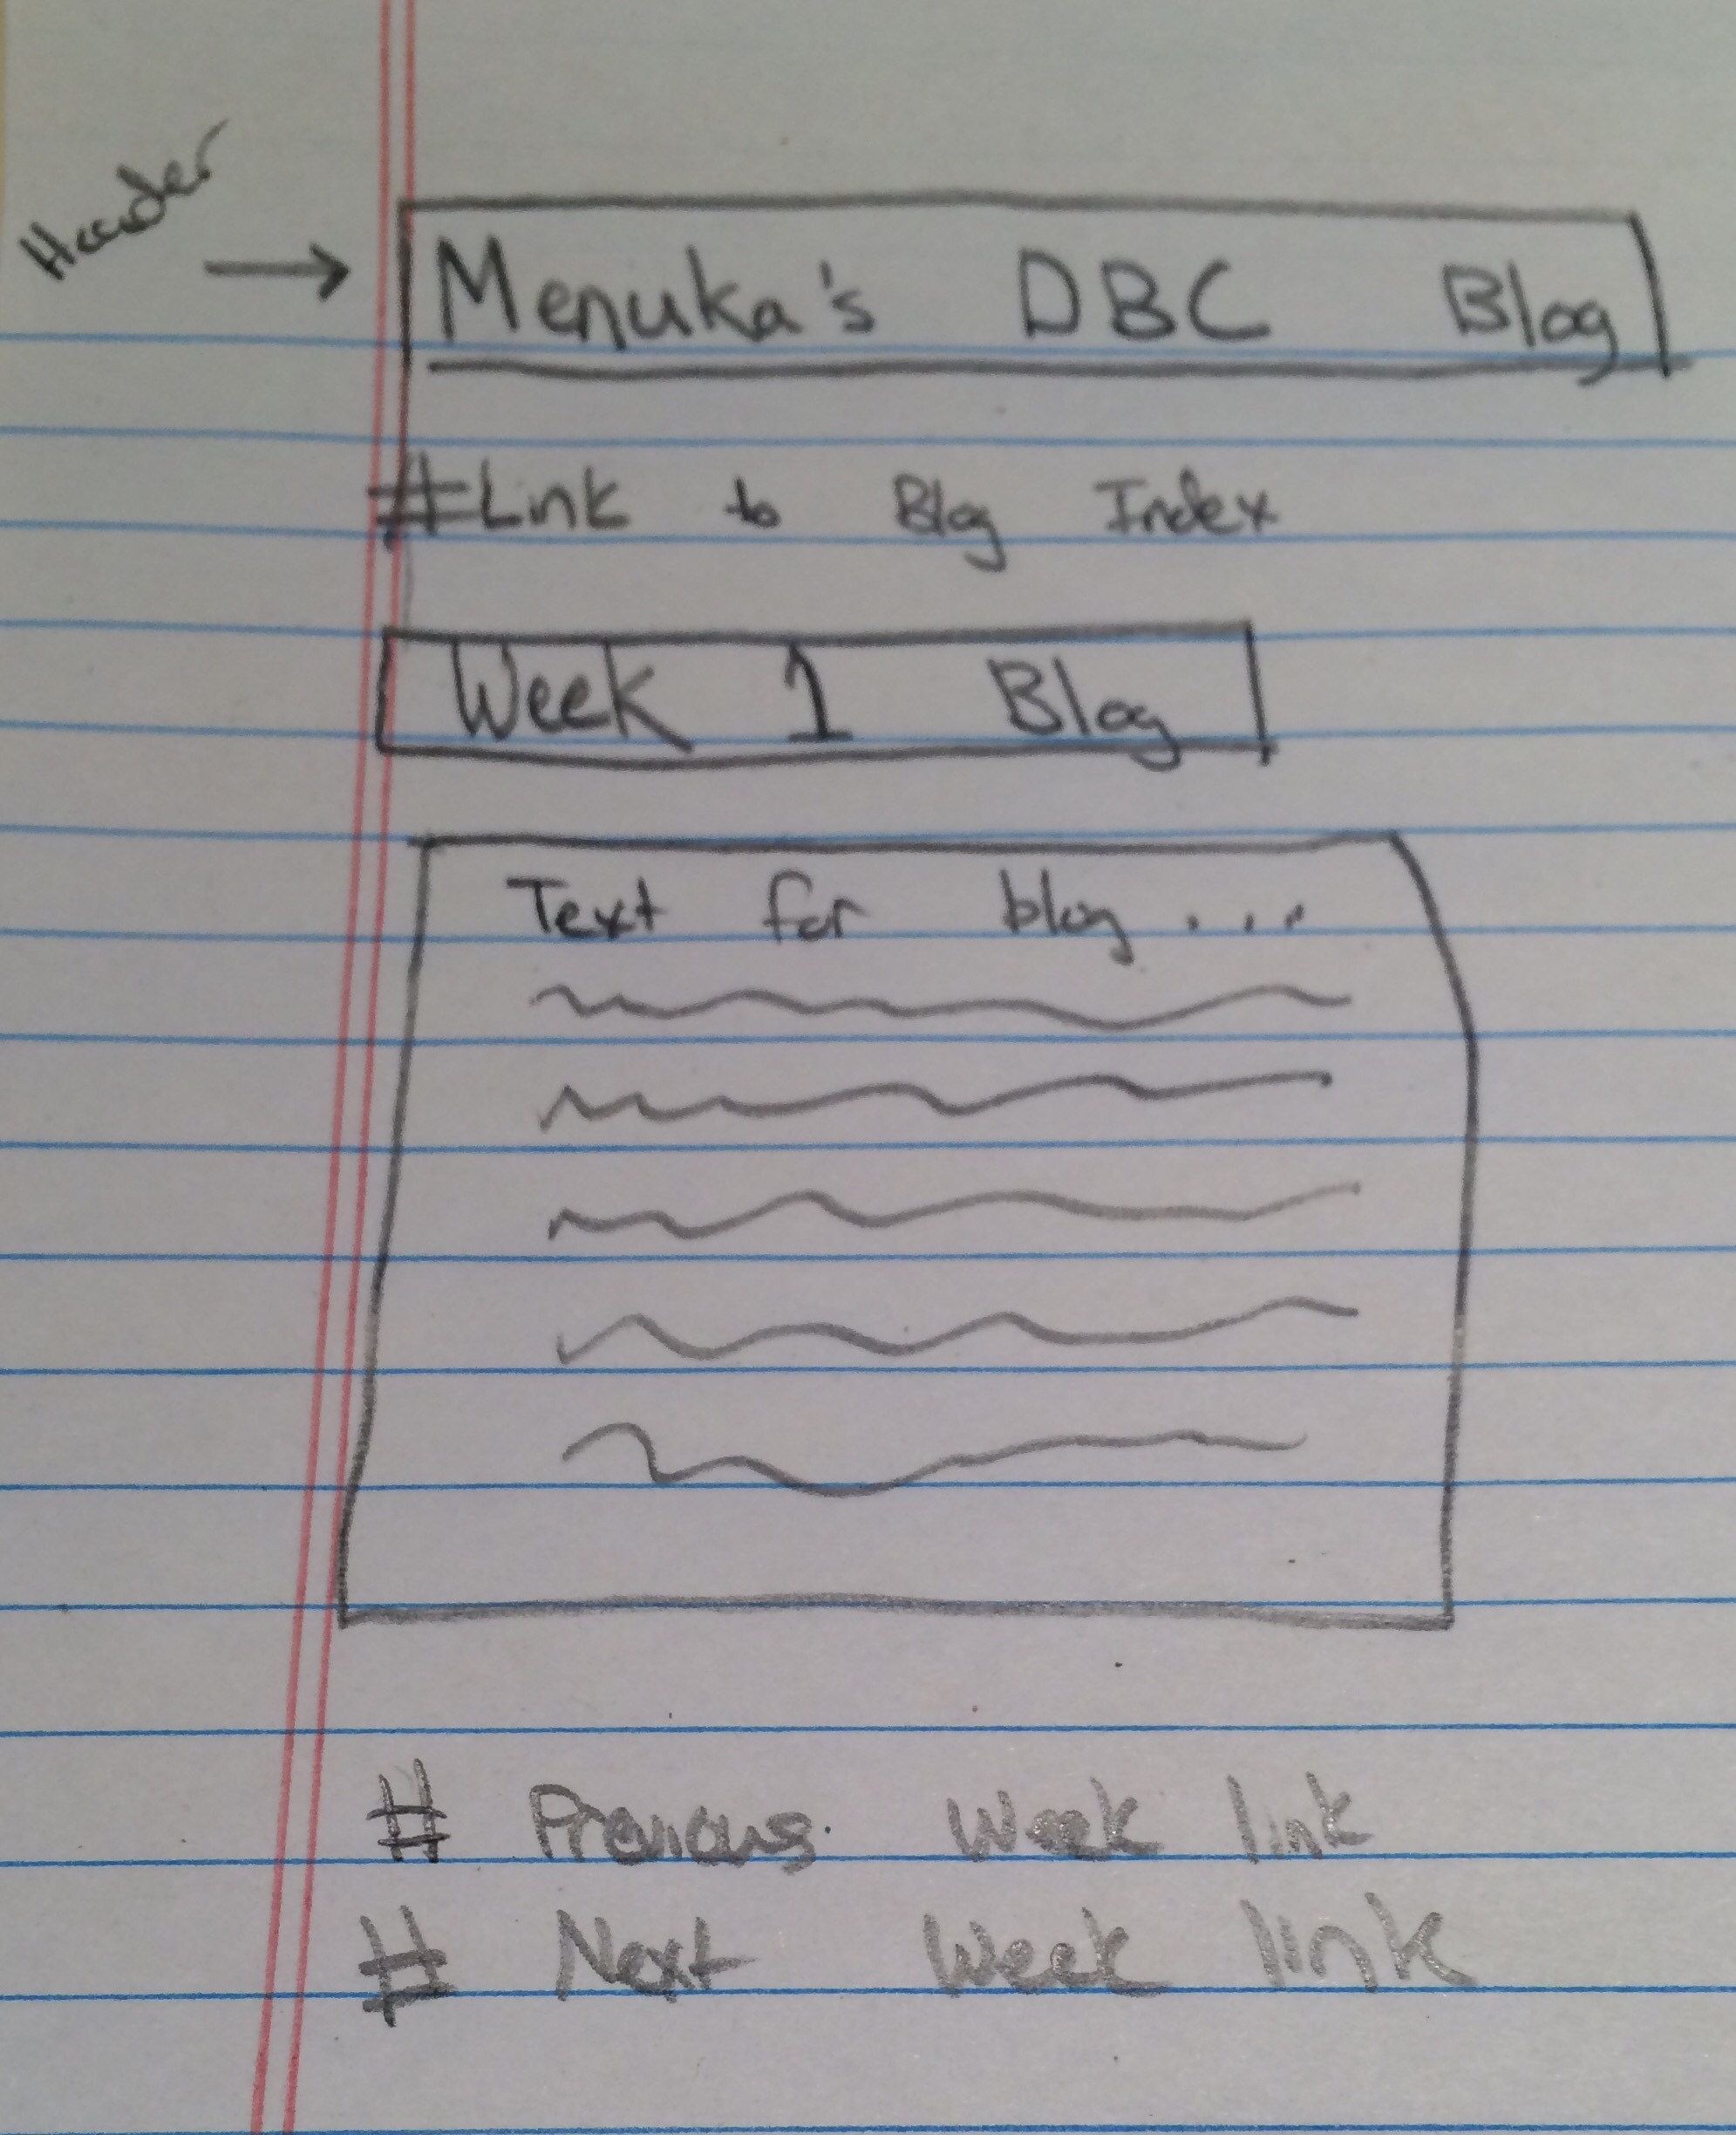 Header
Menuka's DBC Blog
#Link to Blog Index
Week 1 Blog
Text for blog....
# Previous Week link
# Next Week link